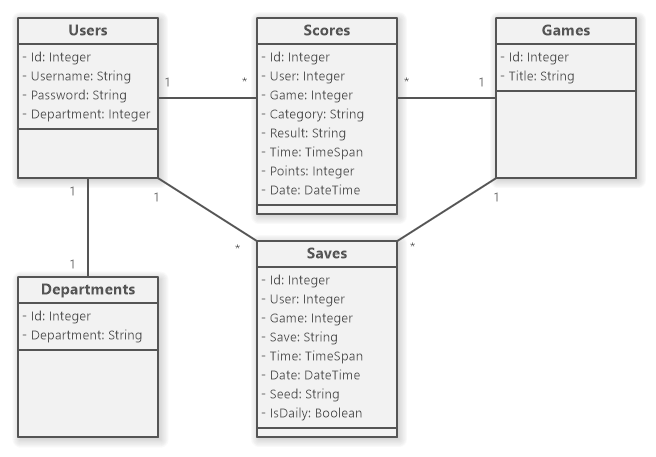 Users
- Id: Integer
- Username: String
- Password: String
- Department: Integer
1
*
Scores
- Id: Integer
- User: Integer
- Game: Integer
- Category: String
- Result: String
- Time: TimeSpan
- Points: Integer
- Date: DateTime
*
1
Games
- Id: Integer
- Title: String
1
1
*
*
1
1
Departments
- Id: Integer
- Department: String
Saves
- Id: Integer
- User: Integer
- Game: Integer
- Save: String
- Time: TimeSpan
- Date: DateTime
- Seed: String
- IsDaily: Boolean